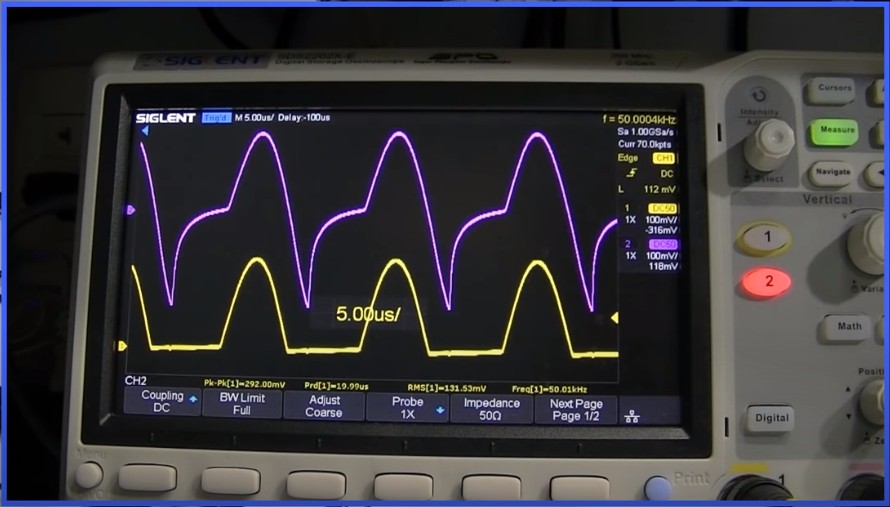 SIGLENT
Digital Storage Oscilloscope
SPO
Cursors
SIGLENT Trig'd M 5.00us/ Delay:-100us
f = 50.0004kHz
Sa 1.00GSa/s
Curr 70.0kpts
Edge CH1
DC
L 112 mV
1 DC50
1X 100mV/
-316mV
2 DC50
1X 100mV/
118mV
Intensity
Select
Measure
Navigate
Vertical
1
2
5.00us/
Math
CH2
Pk-Pk[1]=292.00mV Prd[1]=19.99us RMS[1]=131.53mV Freq[1]=50.01kHz
Coupling
DC
BW Limit
Full
Adjust
Coarse
Probe
1X
Impedance
50Ω
Next Page
Page 1/2
Digital
Print
1